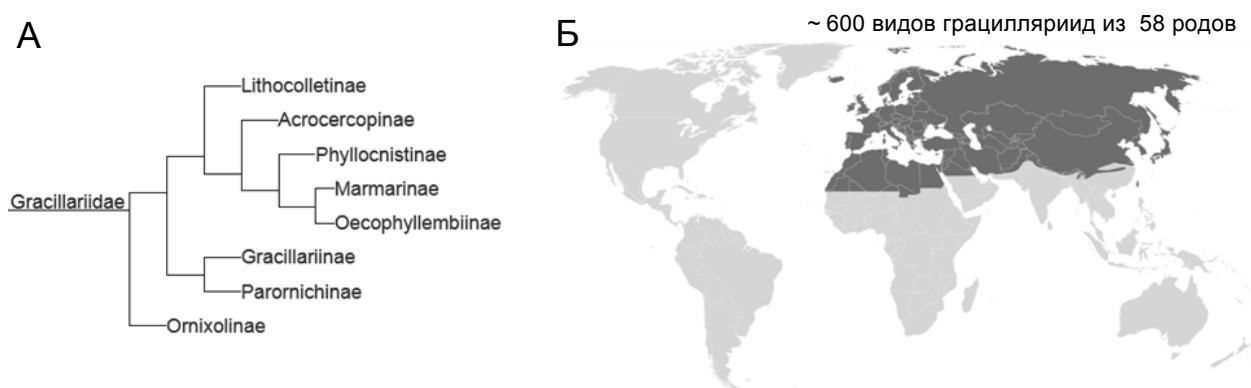 А
Gracillariidae
Lithocolletinae
Acrocercopinae
Phyllocnistinae
Marmarinae
Oecophyllembiinae
Gracillariinae
Parornichinae
Ornixolinae
Б
~ 600 видов грацилляриид из 58 родов